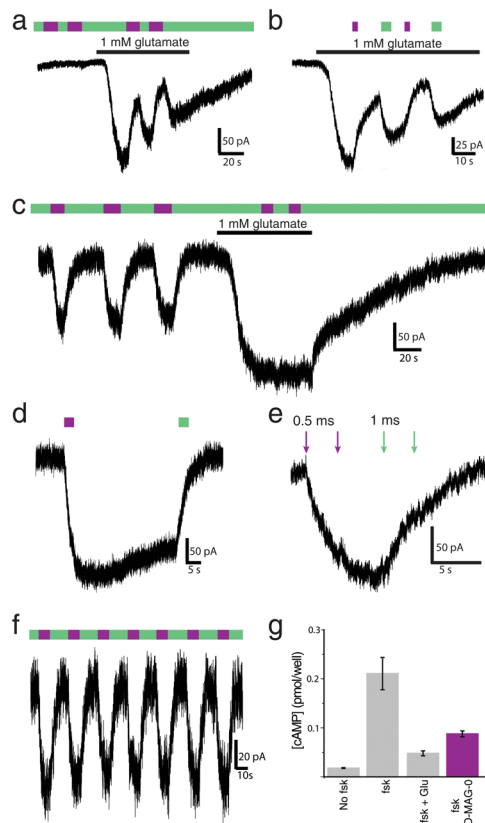 a
1 mM glutamate
50 pA
20 s
b
1 mM glutamate
25 pA
10 s
c
1 mM glutamate
50 pA
20 s
d
50 pA
5 s
e
0.5 ms
1 ms
50 pA
5 s
f
20 pA
10s
g
[cAMP] (pmol/well)
0.3
0.2
0.1
0
No fsk
fsk
fsk + Glu
fsk
D-MAG-0